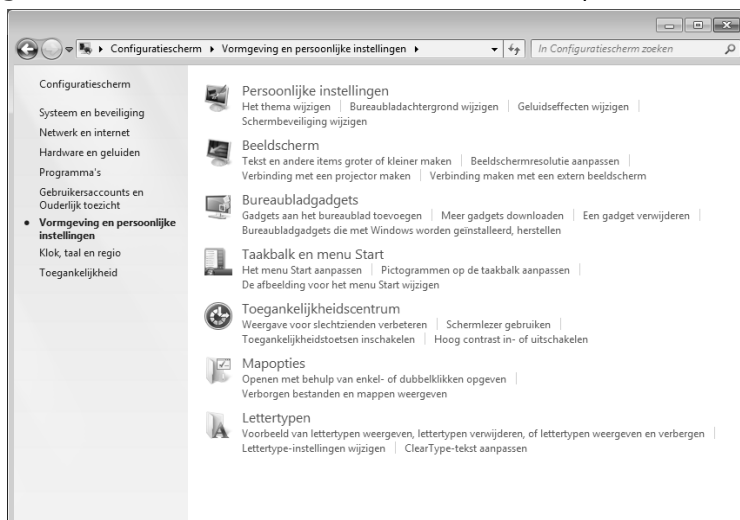 Configuratiescherm ▸ Vormgeving en persoonlijke instellingen ▸
In Configuratiescherm zoeken
Configuratiescherm
Systeem en beveiliging
Netwerk en internet
Hardware en geluiden
Programma's
Gebruikersaccounts en
Ouderlijk toezicht
• Vormgeving en persoonlijke
instellingen
Klok, taal en regio
Toegankelijkheid
Persoonlijke instellingen
Het thema wijzigen | Bureaubladachtergrond wijzigen | Geluidseffecten wijzigen |
Schermbeveiliging wijzigen
Beeldscherm
Tekst en andere items groter of kleiner maken | Beeldschermresolutie aanpassen |
Verbinding met een projector maken | Verbinding maken met een extern beeldscherm
Bureaubladgadgets
Gadgets aan het bureaublad toevoegen | Meer gadgets downloaden | Een gadget verwijderen |
Bureaubladgadgets die met Windows worden geïnstalleerd, herstellen
Taakbalk en menu Start
Het menu Start aanpassen | Pictogrammen op de taakbalk aanpassen |
De afbeelding voor het menu Start wijzigen
Toegankelijkheidscentrum
Weergave voor slechtzienden verbeteren | Schermlezer gebruiken |
Toegankelijkheidstoetsen inschakelen | Hoog contrast in- of uitschakelen
Mapopties
Openen met behulp van enkel- of dubbelklikken opgeven |
Verborgen bestanden en mappen weergeven
Lettertypen
Voorbeeld van lettertypen weergeven, lettertypen verwijderen, of lettertypen weergeven en verbergen |
Lettertype-instellingen wijzigen | ClearType-tekst aanpassen